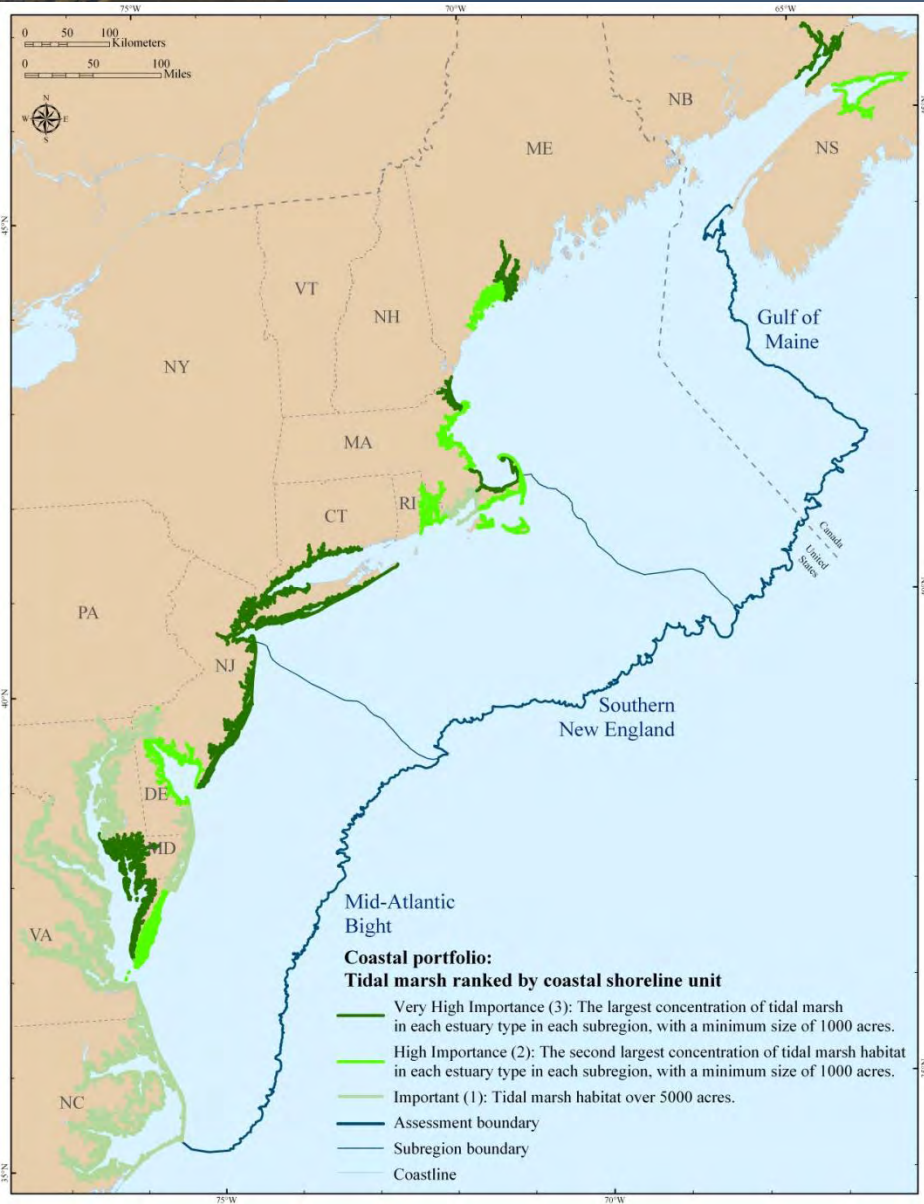 75°W
70°W
65°W
0 50 100
Kilometers
0 50 100
Miles
N
W E
S
NB
ME
NS
45°N
VT
NH
Gulf of
Maine
NY
MA
CT
RI
Canada
United
States
PA
NJ
40°N
Southern
New England
DE
MD
Mid-Atlantic
Bight
VA
Coastal portfolio:
Tidal marsh ranked by coastal shoreline unit
Very High Importance (3): The largest concentration of tidal marsh
in each estuary type in each subregion, with a minimum size of 1000 acres.
High Importance (2): The second largest concentration of tidal marsh habitat
in each estuary type in each subregion, with a minimum size of 1000 acres.
Important (1): Tidal marsh habitat over 5000 acres.
NC
Assessment boundary
Subregion boundary
Coastline
35°N
75°W
70°W